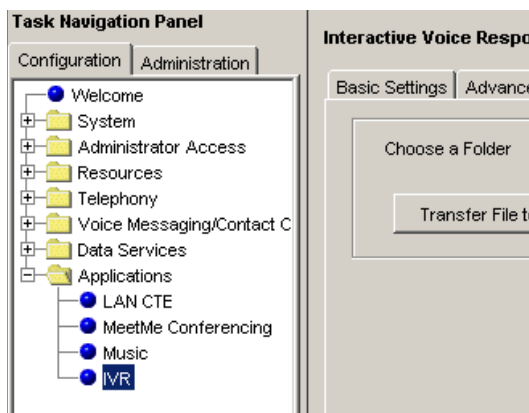 Task Navigation Panel
Configuration
Administration
Welcome
System
Administrator Access
Resources
Telephony
Voice Messaging/Contact C
Data Services
Applications
LAN CTE
MeetMe Conferencing
Music
IVR
Interactive Voice Respo
Basic Settings
Advance
Choose a Folder
Transfer File t